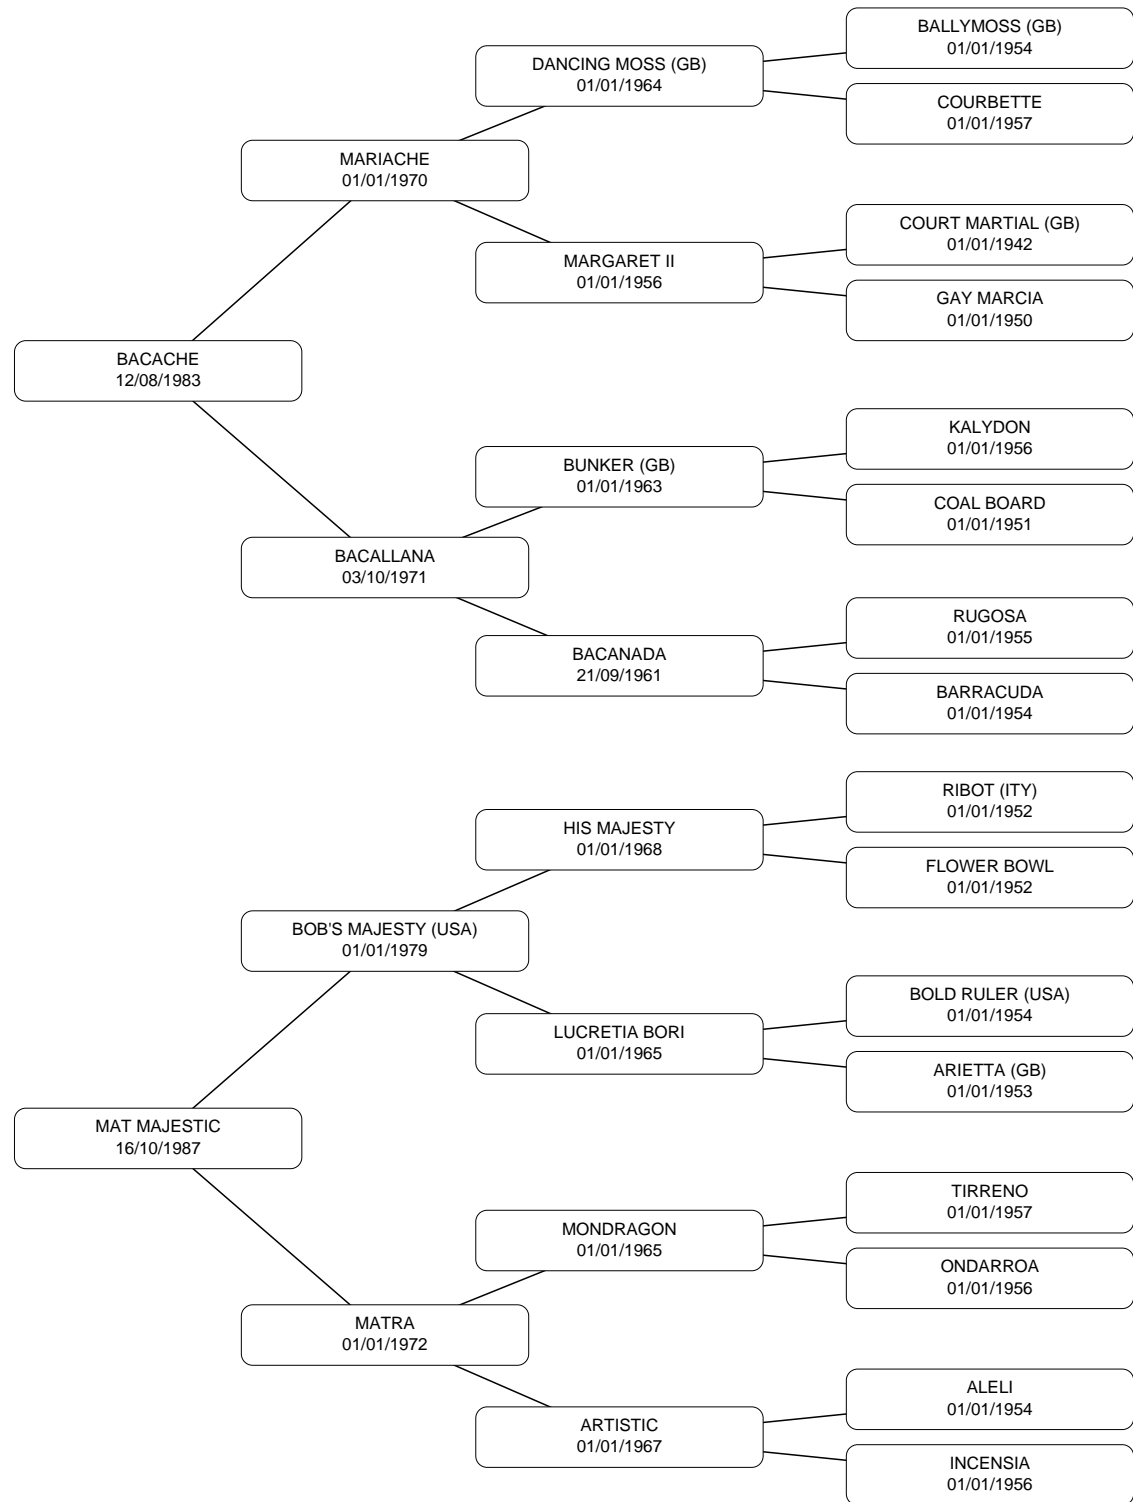 BALLYMOSS (GB)
01/01/1954
DANCING MOSS (GB)
01/01/1964
COURBETTE
01/01/1957
MARIACHE
01/01/1970
COURT MARTIAL (GB)
01/01/1942
MARGARET II
01/01/1956
GAY MARCIA
01/01/1950
BACACHE
12/08/1983
KALYDON
01/01/1956
BUNKER (GB)
01/01/1963
COAL BOARD
01/01/1951
BACALLANA
03/10/1971
RUGOSA
01/01/1955
BACANADA
21/09/1961
BARRACUDA
01/01/1954
RIBOT (ITY)
01/01/1952
HIS MAJESTY
01/01/1968
FLOWER BOWL
01/01/1952
BOB'S MAJESTY (USA)
01/01/1979
BOLD RULER (USA)
01/01/1954
LUCRETIA BORI
01/01/1965
ARIETTA (GB)
01/01/1953
MAT MAJESTIC
16/10/1987
TIRRENO
01/01/1957
MONDRAGON
01/01/1965
ONDARROA
01/01/1956
MATRA
01/01/1972
ALELI
01/01/1954
ARTISTIC
01/01/1967
INCENSIA
01/01/1956